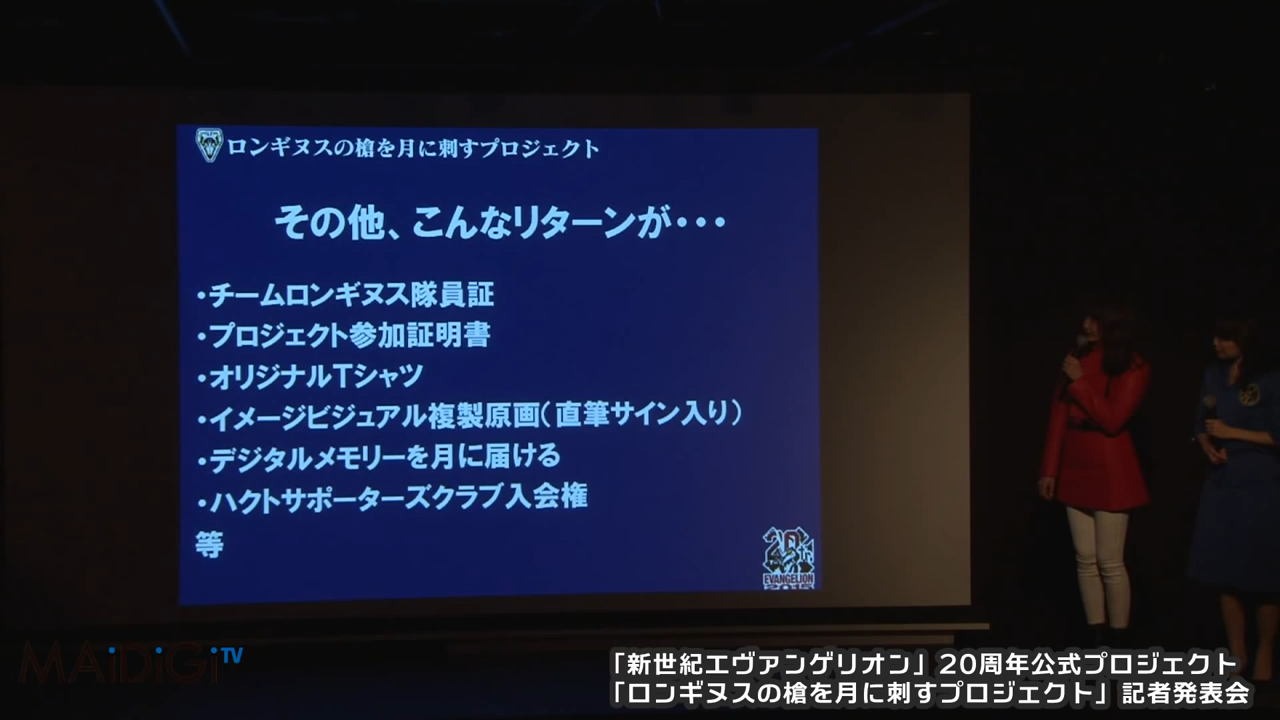 ロンギヌスの槍を月に刺すプロジェクト
その他、こんなリターンが・・・
・チームロンギヌス隊員証
・プロジェクト参加証明書
・オリジナルTシャツ
・イメージビジュアル複製原画(直筆サイン入り)
・デジタルメモリーを月に届ける
・ハクトサポーターズクラブ入会権
等
20th
EVANGELION
2015
MAiDiGiTV
「新世紀エヴァンゲリオン」20周年公式プロジェクト
「ロンギヌスの槍を月に刺すプロジェクト」記者発表会